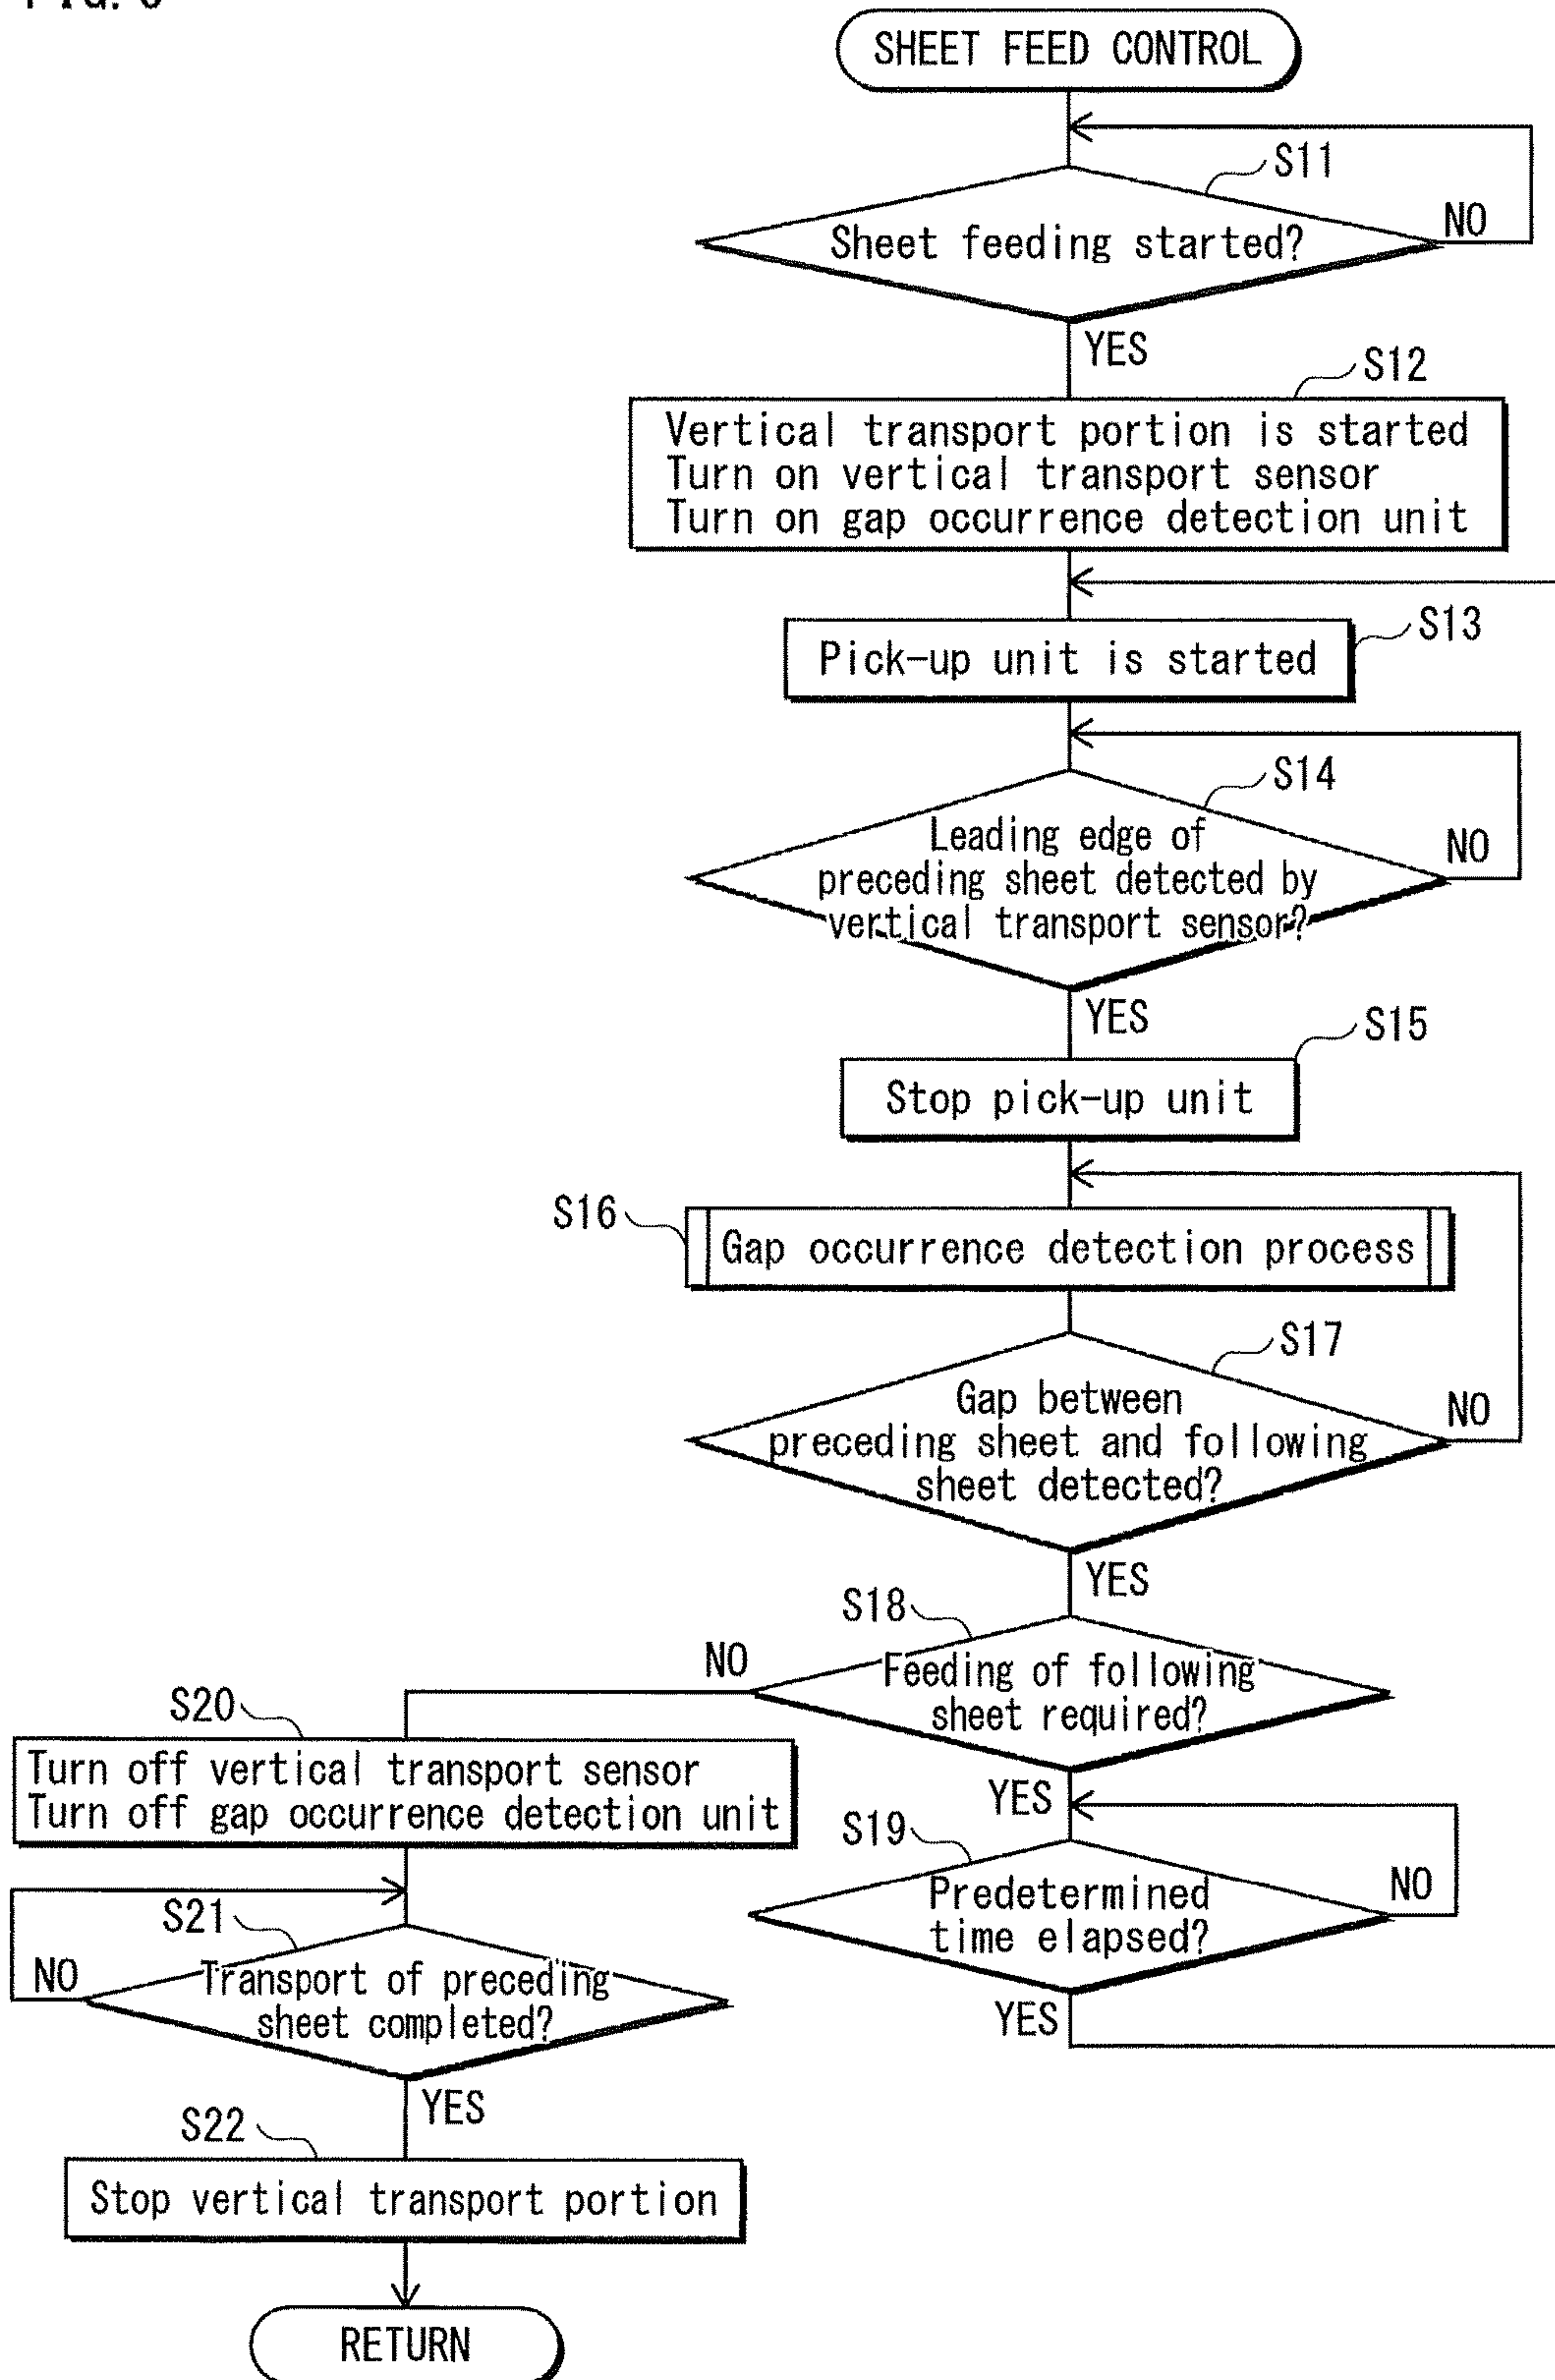 SHEET FEED CONTROL
S11
Sheet feeding started?
NO
YES
S12
Vertical transport portion is started
Turn on vertical transport sensor
Turn on gap occurrence detection unit
S13
Pick-up unit is started
S14
Leading edge of
preceding sheet detected by
vertical transport sensor?
NO
YES
S15
Stop pick-up unit
S16
Gap occurrence detection process
S17
Gap between
preceding sheet and following
sheet detected?
NO
YES
S18
Feeding of following
sheet required?
NO
YES
S19
Predetermined
time elapsed?
NO
YES
S20
Turn off vertical transport sensor
Turn off gap occurrence detection unit
S21
Transport of preceding
sheet completed?
NO
YES
S22
Stop vertical transport portion
RETURN